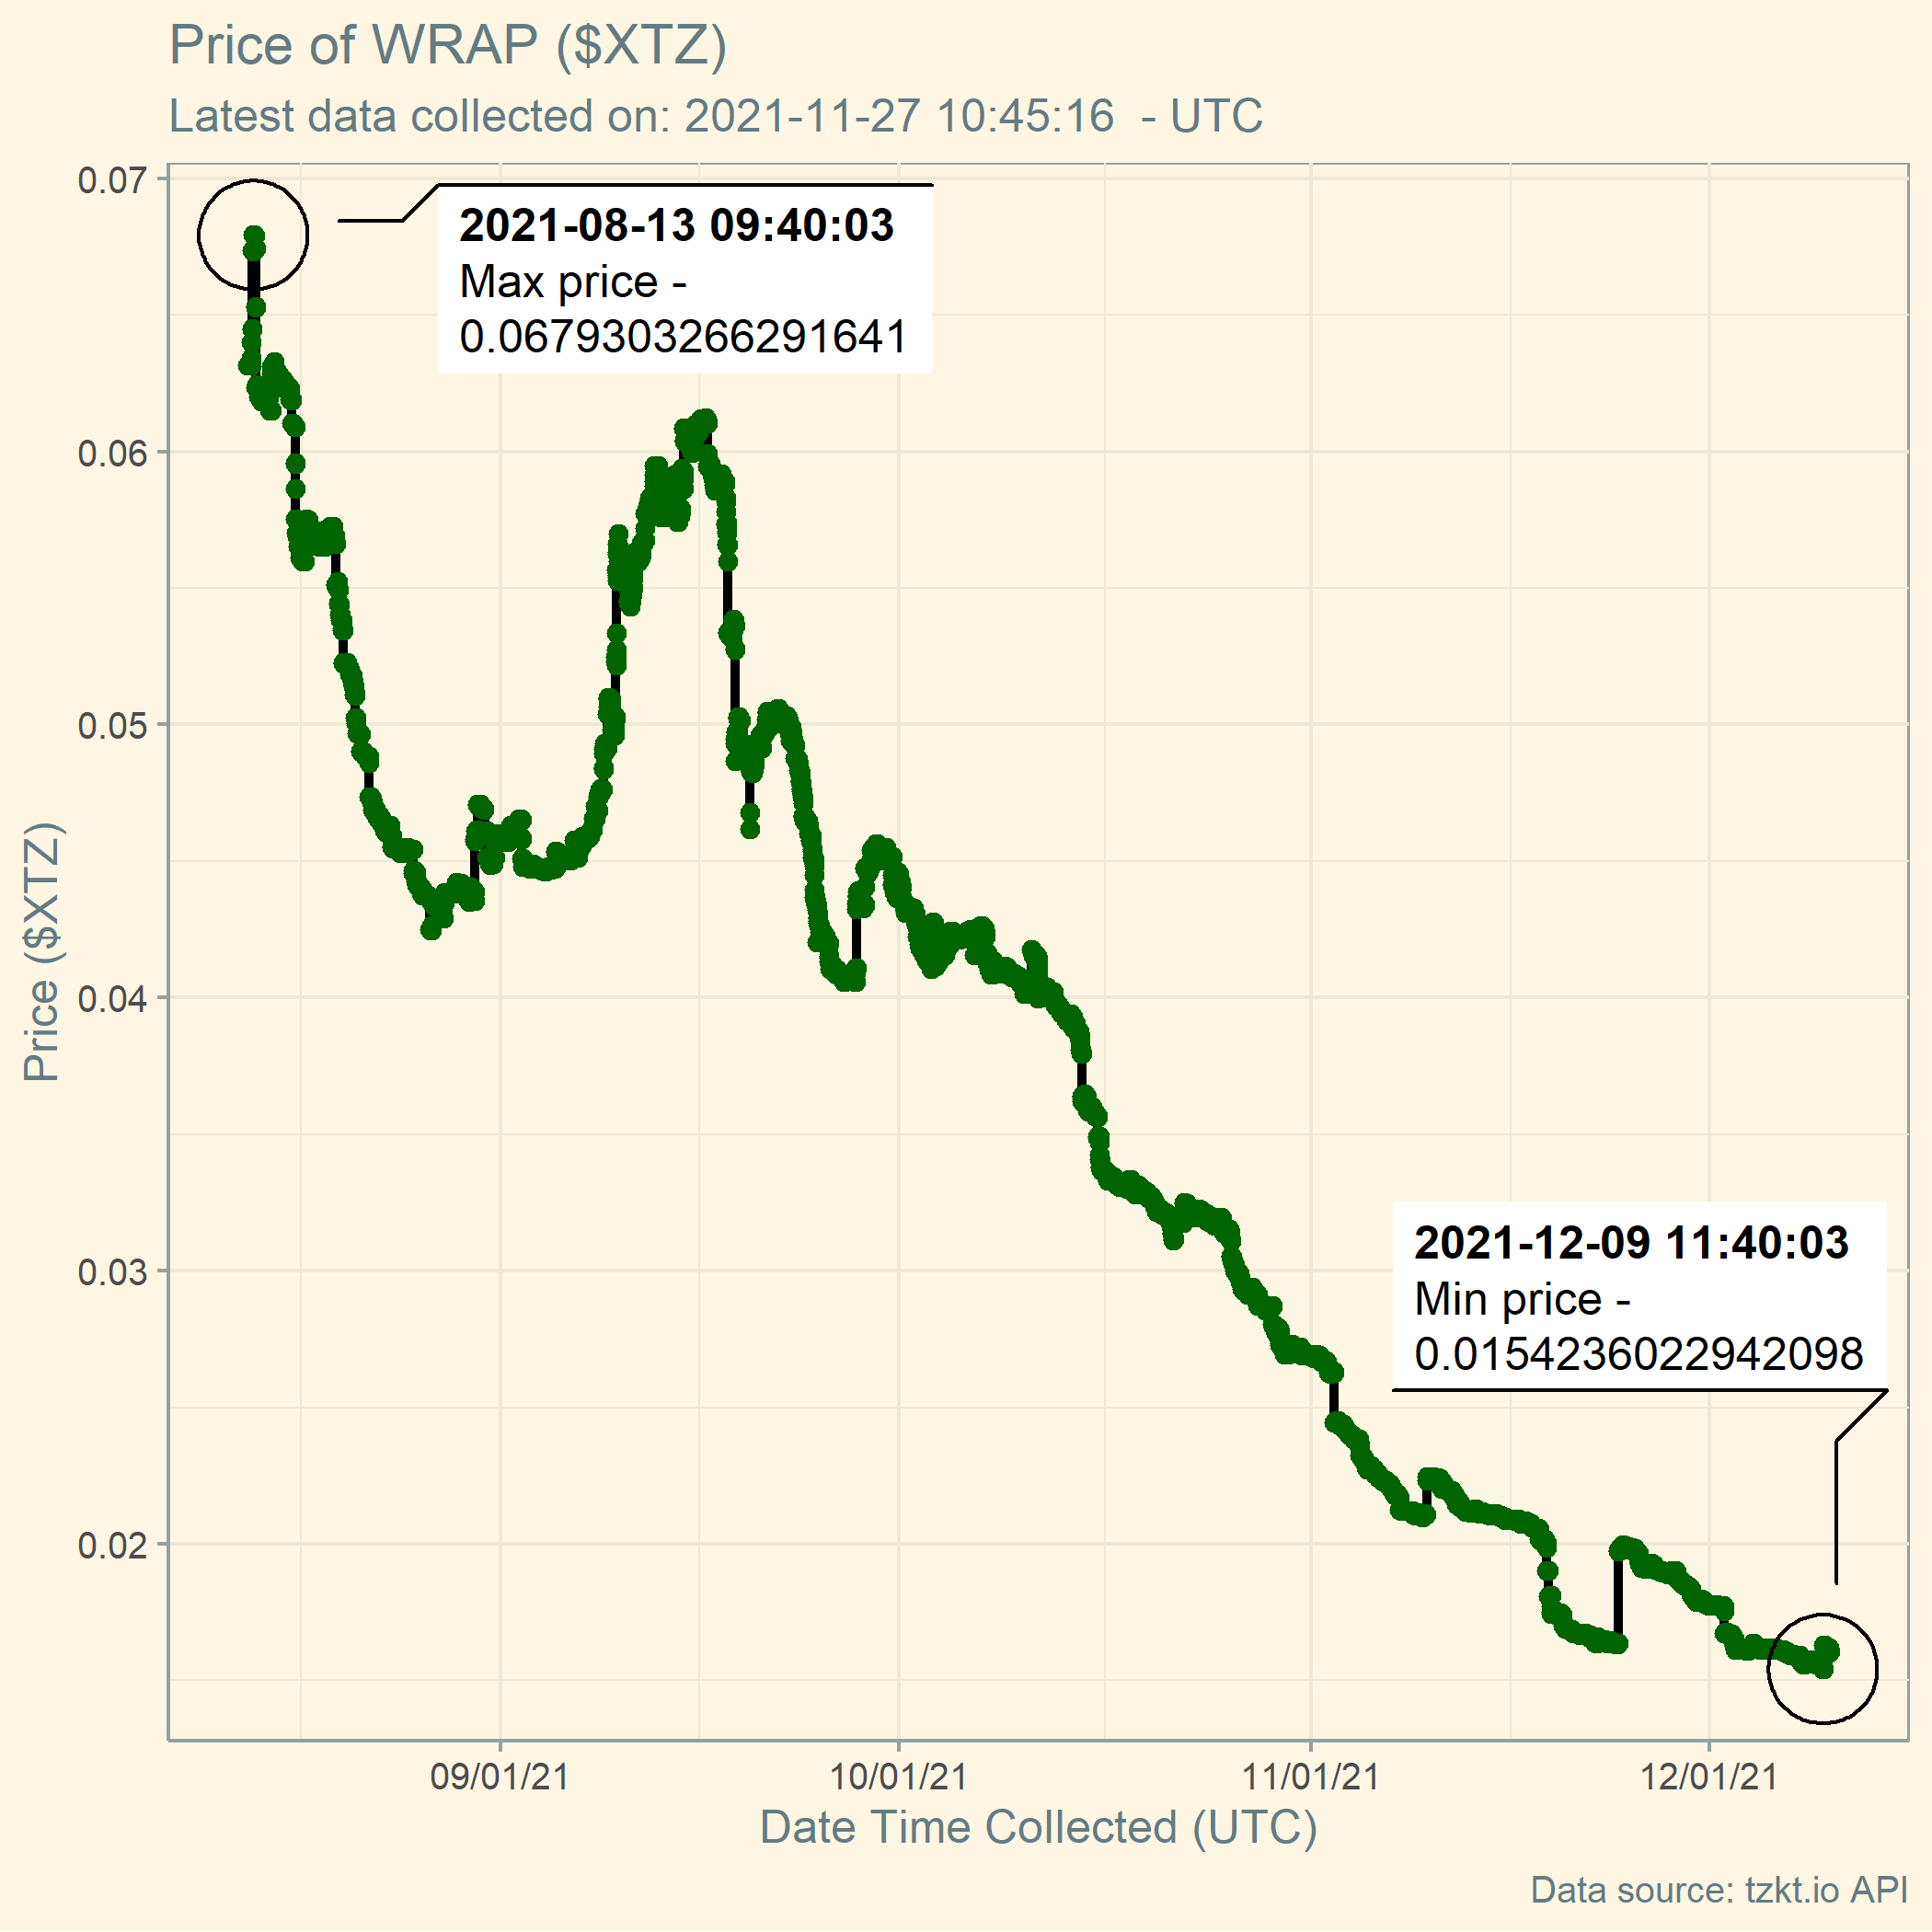 Price of WRAP ($XTZ)
Latest data collected on: 2021-11-27 10:45:16  - UTC
0.07
0.06
0.05
0.04
0.03
0.02
Price ($XTZ)
2021-08-13 09:40:03
Max price -
0.0679303266291641
2021-12-09 11:40:03
Min price -
0.0154236022942098
09/01/21
10/01/21
11/01/21
12/01/21
Date Time Collected (UTC)
Data source: tzkt.io API